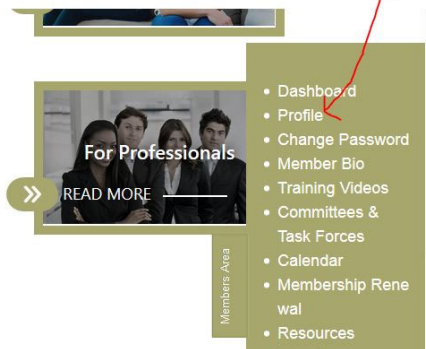 For Professionals
READ MORE
Members Area
Dashboard
Profile
Change Password
Member Bio
Training Videos
Committees &
Task Forces
Calendar
Membership Rene
wal
Resources